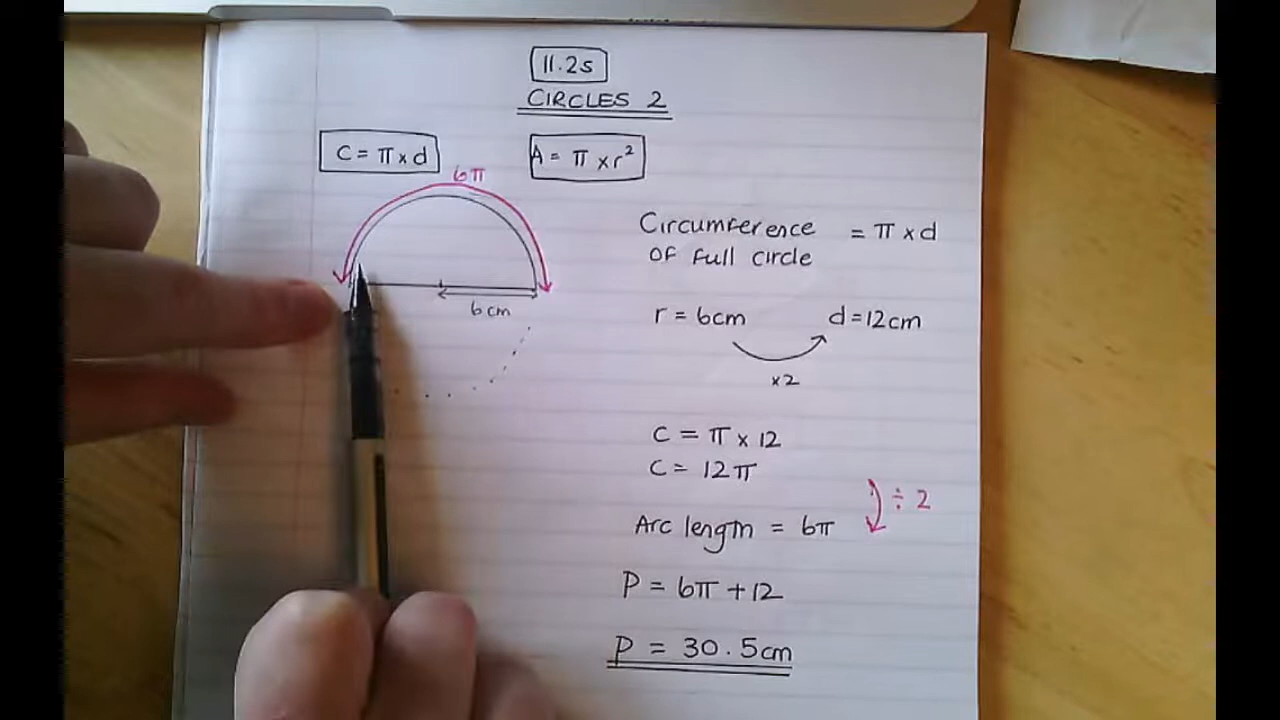 11.2s
CIRCLES 2
C = π x d
A = π x r²
6π
6cm
Circumference = π x d
of full circle
r = 6cm
d = 12cm
x2
C = π x 12
C = 12π
÷ 2
Arc length = 6π
P = 6π + 12
P = 30.5cm